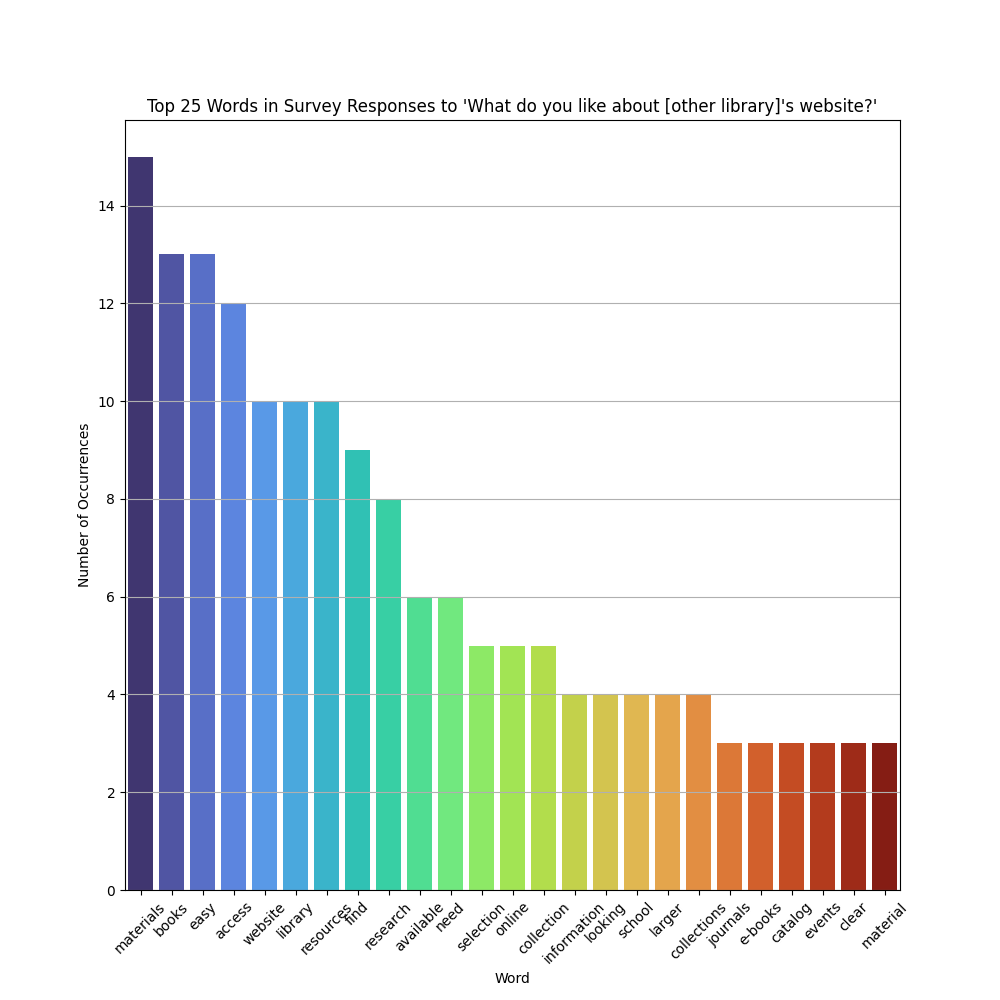 Top 25 Words in Survey Responses to 'What do you like about [other library]'s website?'
14
12
10
8
6
4
2
0
Number of Occurrences
materials
books
easy
access
website
library
resources
find
research
available
need
selection
online
collection
information
looking
school
larger
collections
journals
e-books
catalog
events
clear
material
Word